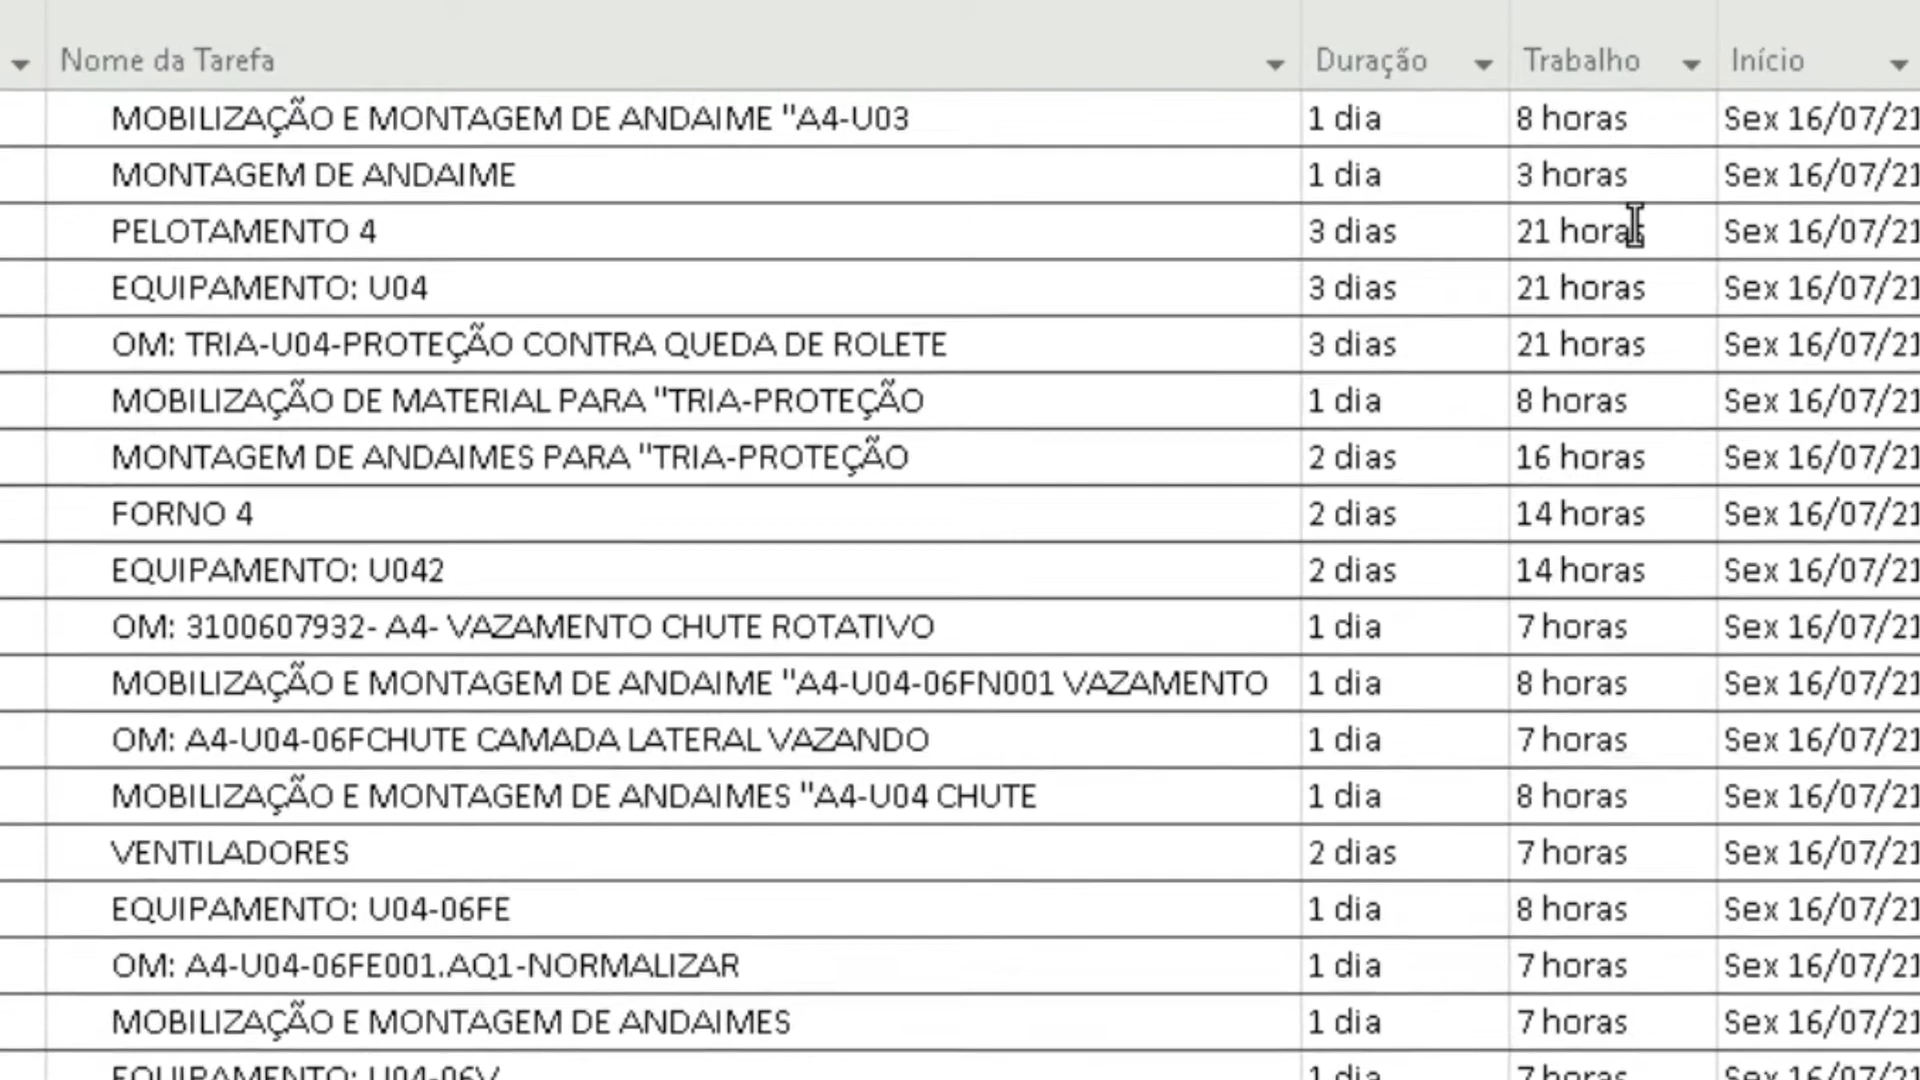 Nome da Tarefa Duração Trabalho Início
MOBILIZAÇÃO E MONTAGEM DE ANDAIME "A4-U03 1 dia 8 horas Sex 16/07/21
MONTAGEM DE ANDAIME 1 dia 3 horas Sex 16/07/21
PELOTAMENTO 4 3 dias 21 horas Sex 16/07/21
EQUIPAMENTO: U04 3 dias 21 horas Sex 16/07/21
OM: TRIA-U04-PROTEÇÃO CONTRA QUEDA DE ROLETE 3 dias 21 horas Sex 16/07/21
MOBILIZAÇÃO DE MATERIAL PARA "TRIA-PROTEÇÃO 1 dia 8 horas Sex 16/07/21
MONTAGEM DE ANDAIMES PARA "TRIA-PROTEÇÃO 2 dias 16 horas Sex 16/07/21
FORNO 4 2 dias 14 horas Sex 16/07/21
EQUIPAMENTO: U042 2 dias 14 horas Sex 16/07/21
OM: 3100607932- A4- VAZAMENTO CHUTE ROTATIVO 1 dia 7 horas Sex 16/07/21
MOBILIZAÇÃO E MONTAGEM DE ANDAIME "A4-U04-06FN001 VAZAMENTO 1 dia 8 horas Sex 16/07/21
OM: A4-U04-06FCHUTE CAMADA LATERAL VAZANDO 1 dia 7 horas Sex 16/07/21
MOBILIZAÇÃO E MONTAGEM DE ANDAIMES "A4-U04 CHUTE 1 dia 8 horas Sex 16/07/21
VENTILADORES 2 dias 7 horas Sex 16/07/21
EQUIPAMENTO: U04-06FE 1 dia 8 horas Sex 16/07/21
OM: A4-U04-06FE001.AQ1-NORMALIZAR 1 dia 7 horas Sex 16/07/21
MOBILIZAÇÃO E MONTAGEM DE ANDAIMES 1 dia 7 horas Sex 16/07/21
EQUIPAMENTO: U04-06V 1 dia 7 horas Sex 16/07/21